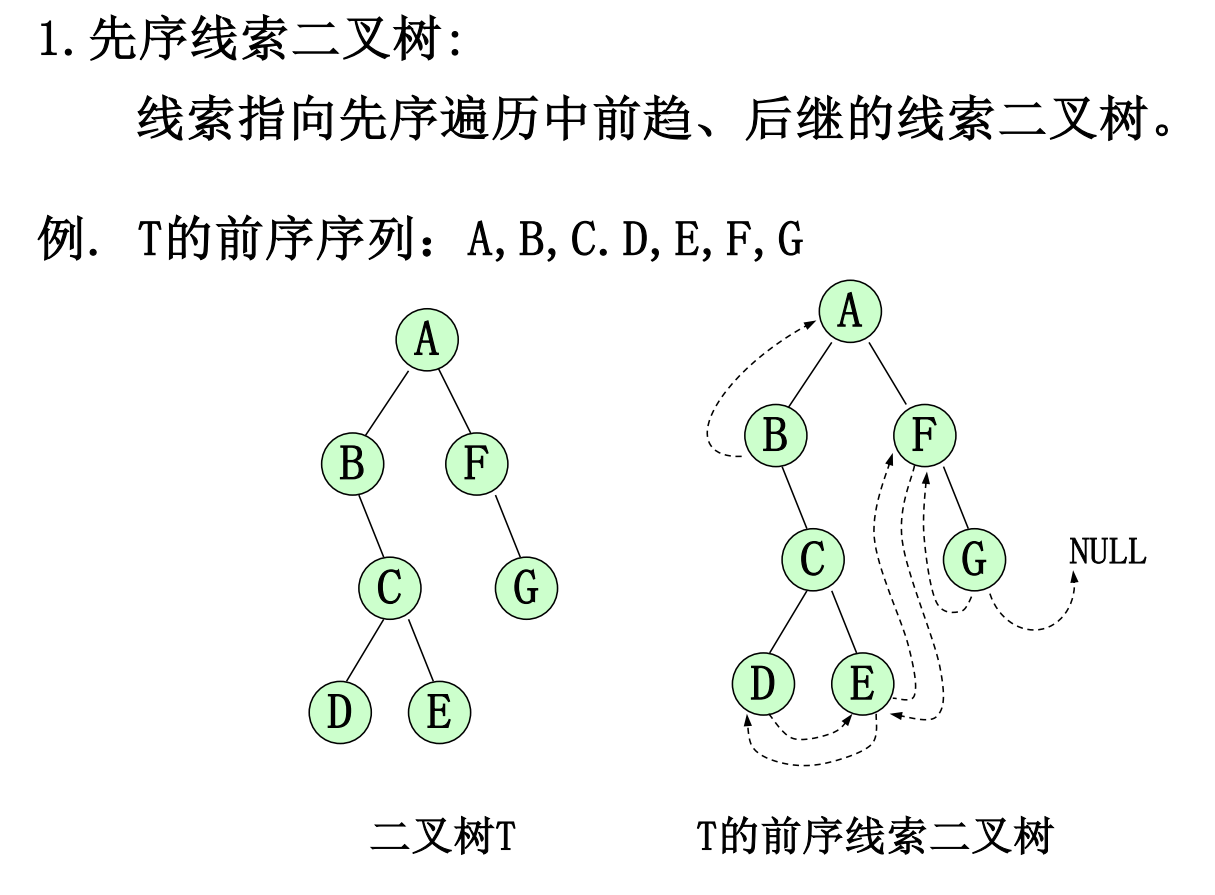 1.先序线索二叉树:
线索指向先序遍历中前趋、后继的线索二叉树。
例. T的前序序列：A,B,C.D,E,F,G
A
B F
C G
D E
二叉树T
A
B F
C G NULL
D E
T的前序线索二叉树